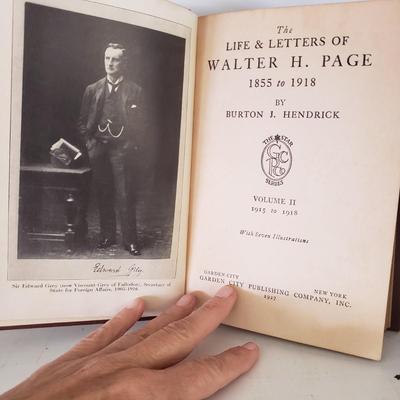 Edward Grey.
Sir Edward Grey (now Viscount Grey of Fallodon), Secretary of
State for Foreign Affairs, 1905-1916
The
LIFE & LETTERS OF
WALTER H. PAGE
1855 to 1918
BY
BURTON J. HENDRICK
THE STAR
SERIES
VOLUME II
1915 to 1918
With Seven Illustrations
GARDEN CITY NEW YORK
GARDEN CITY PUBLISHING COMPANY, INC.
1927